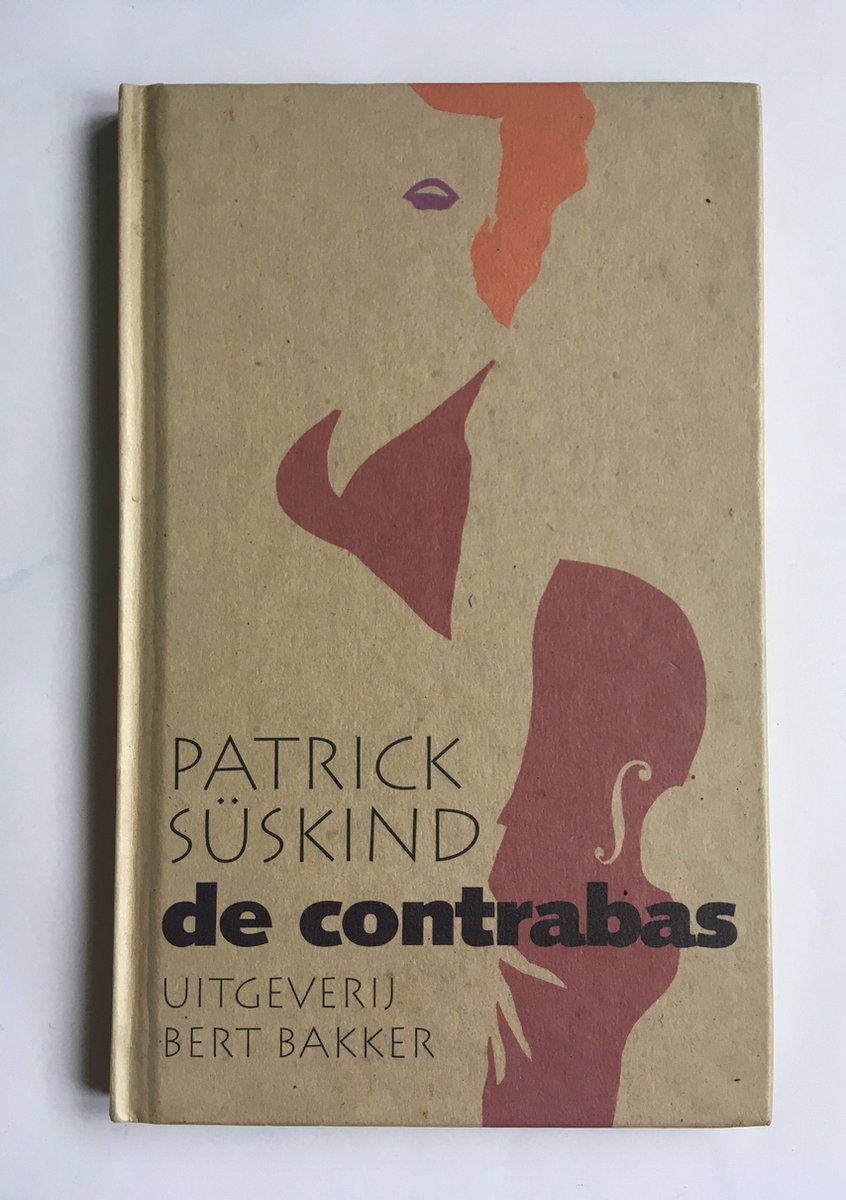 PATRICK
SÜSKIND
de contrabas
UITGEVERIJ
BERT BAKKER